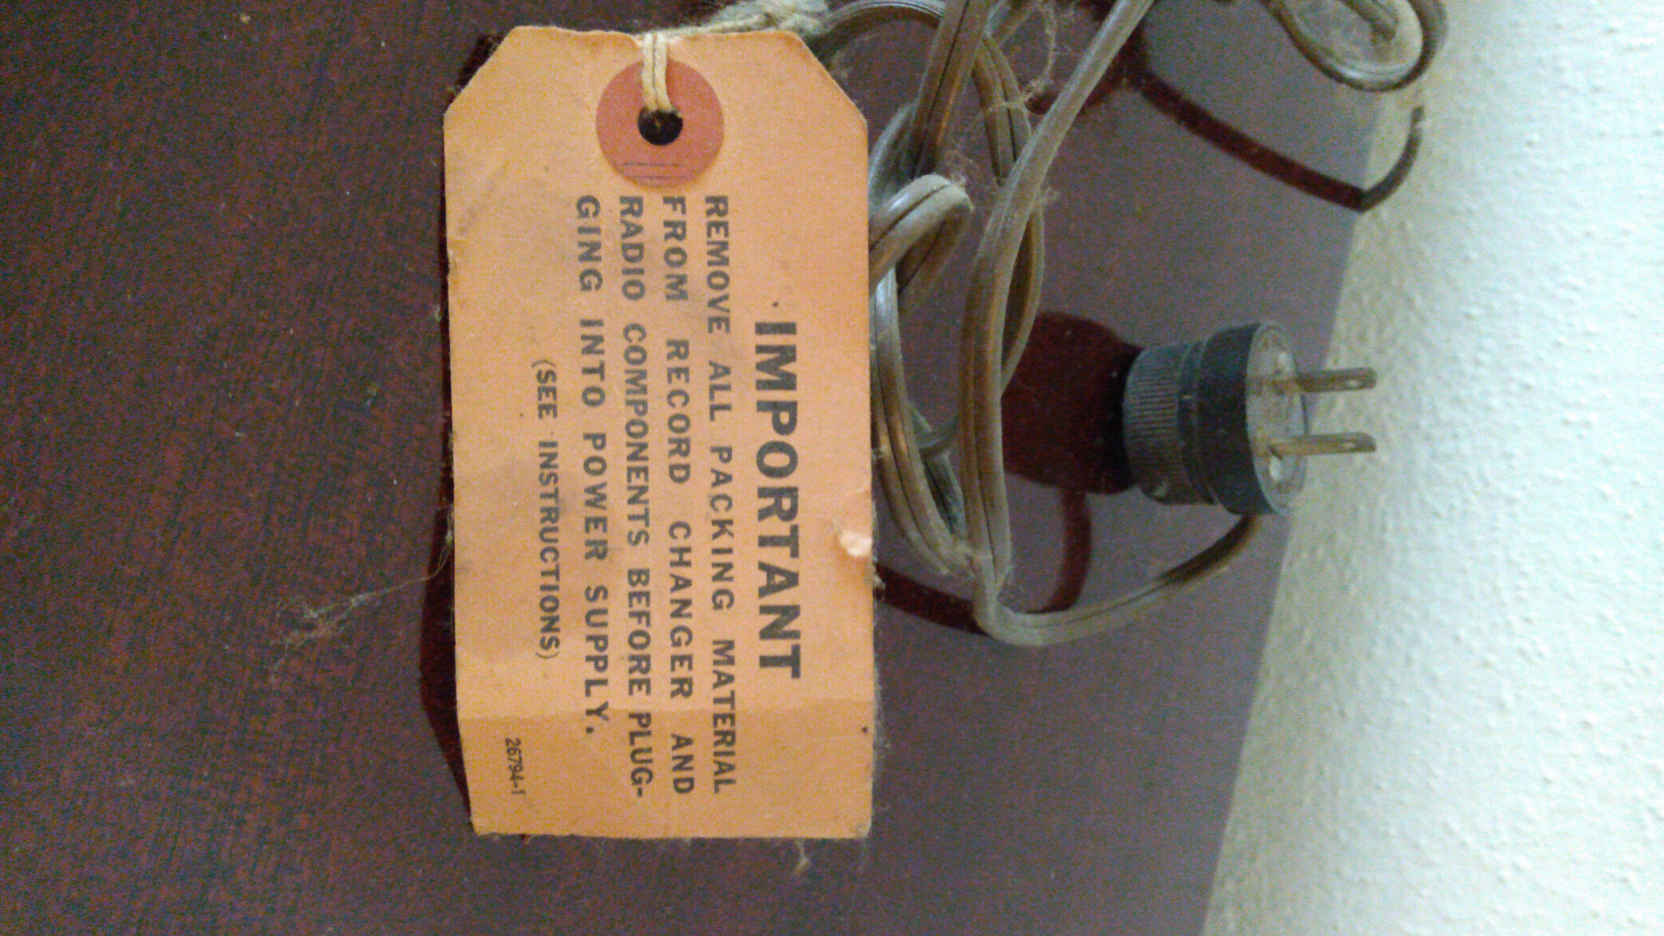 IMPORTANT
REMOVE ALL PACKING MATERIAL
FROM RECORD CHANGER AND
RADIO COMPONENTS BEFORE PLUG-
GING INTO POWER SUPPLY.
(SEE INSTRUCTIONS)
26794-1